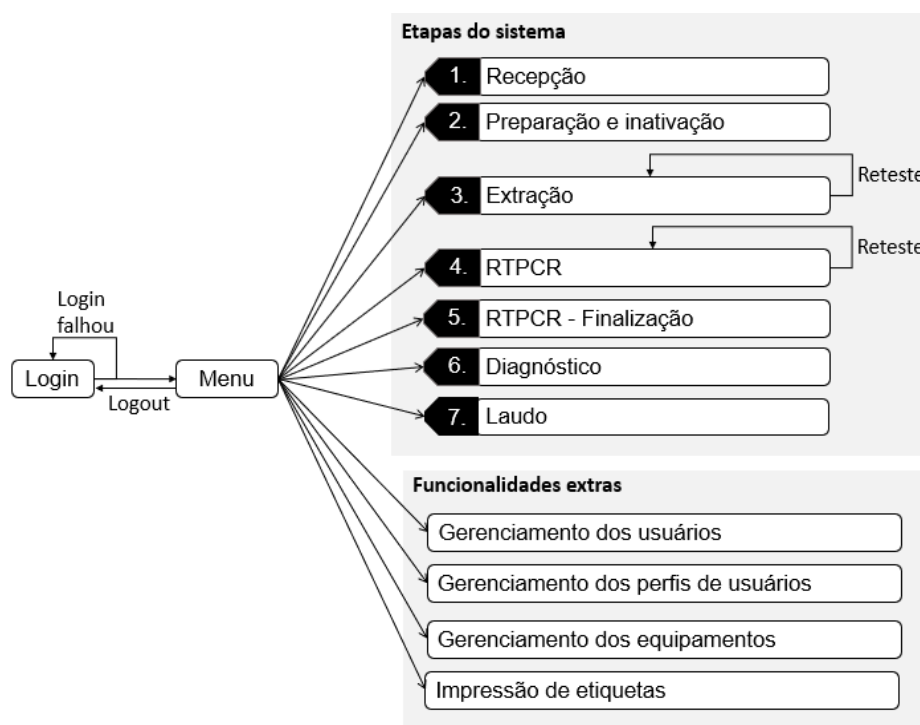 Etapas do sistema
1. Recepção
2. Preparação e inativação
Reteste
3. Extração
Reteste
4. RTPCR
5. RTPCR - Finalização
6. Diagnóstico
7. Laudo
Login
falhou
Login
Menu
Logout
Funcionalidades extras
Gerenciamento dos usuários
Gerenciamento dos perfis de usuários
Gerenciamento dos equipamentos
Impressão de etiquetas